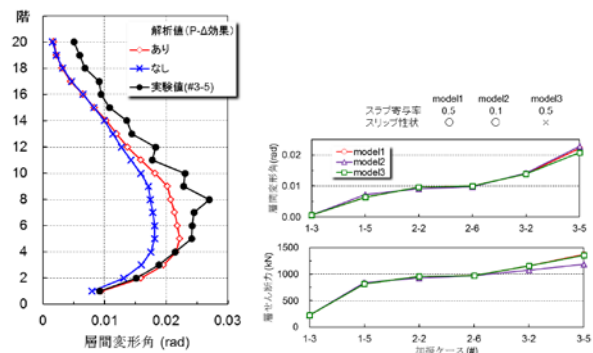 階
20
18
16
14
12
10
8
6
4
2
0
0
0.01
0.02
0.03
層間変形角 (rad)
解析値(P-Δ効果)
あり
なし
実験値(#3-5)
model1 model2 model3
スラブ寄与率 0.5 0.1 0.5
スリップ性状 ○ ○ ×
層間変形角(rad)
0.02
0.01
0.00
model1
model2
model3
1-3 1-5 2-2 2-6 3-2 3-5
層せん断力(kN)
1500
1000
500
0
1-3 1-5 2-2 2-6 3-2 3-5
加振ケース(#)